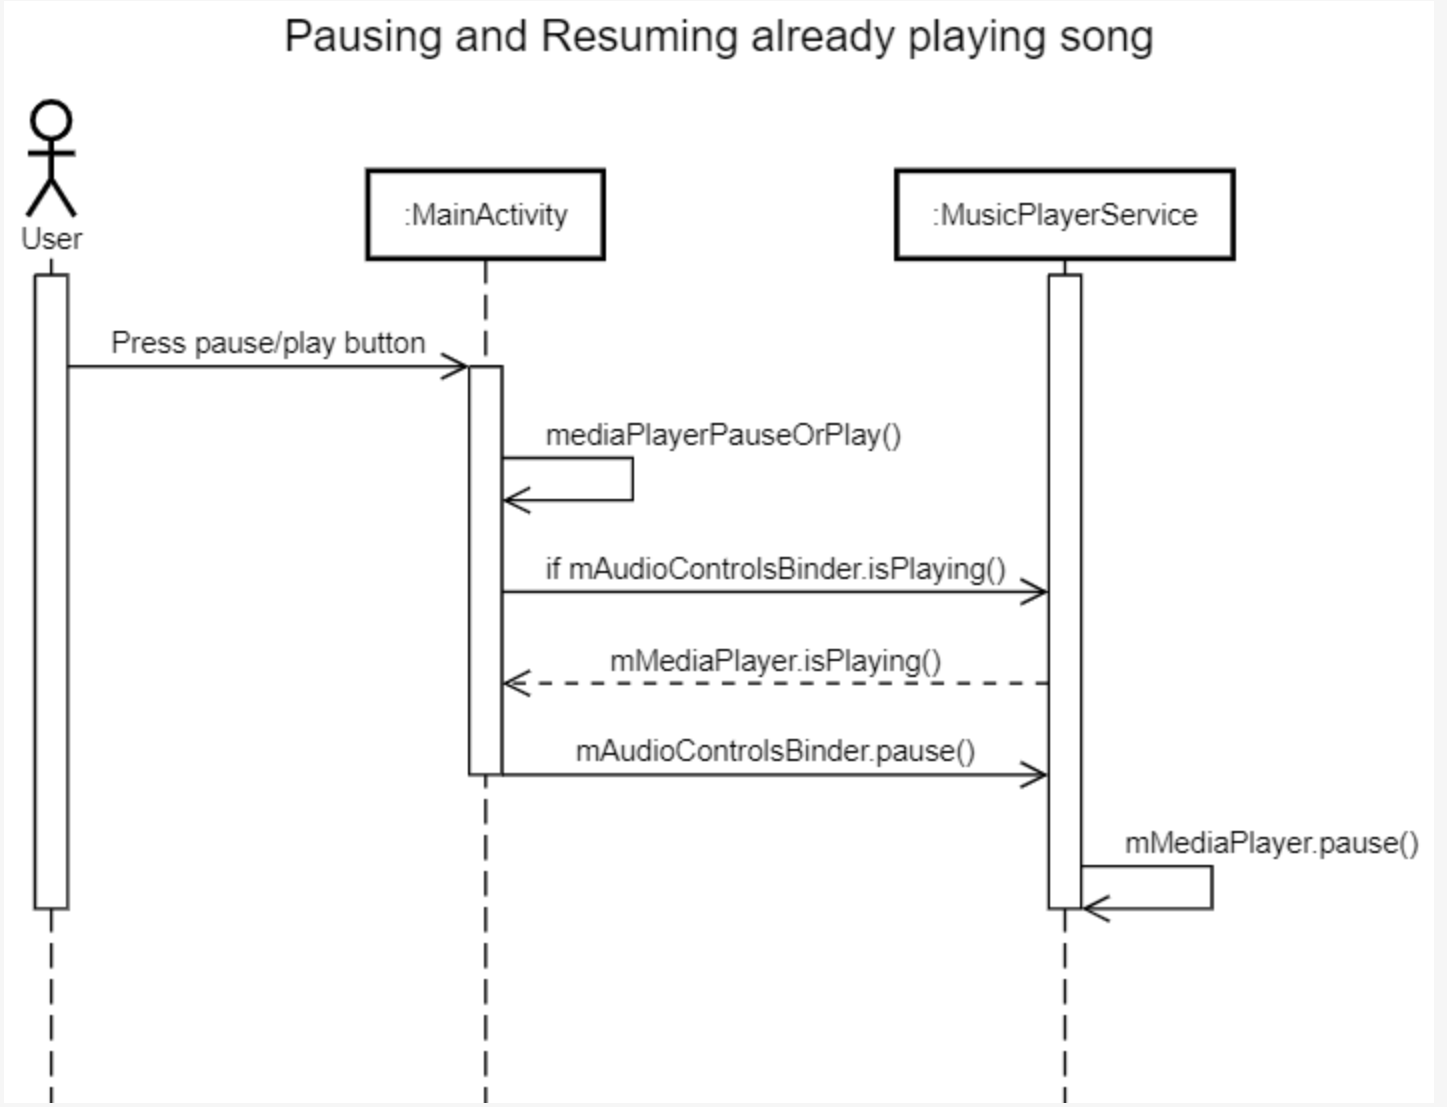 Pausing and Resuming already playing song
User
:MainActivity
:MusicPlayerService
Press pause/play button
mediaPlayerPauseOrPlay()
if mAudioControlsBinder.isPlaying()
mMediaPlayer.isPlaying()
mAudioControlsBinder.pause()
mMediaPlayer.pause()